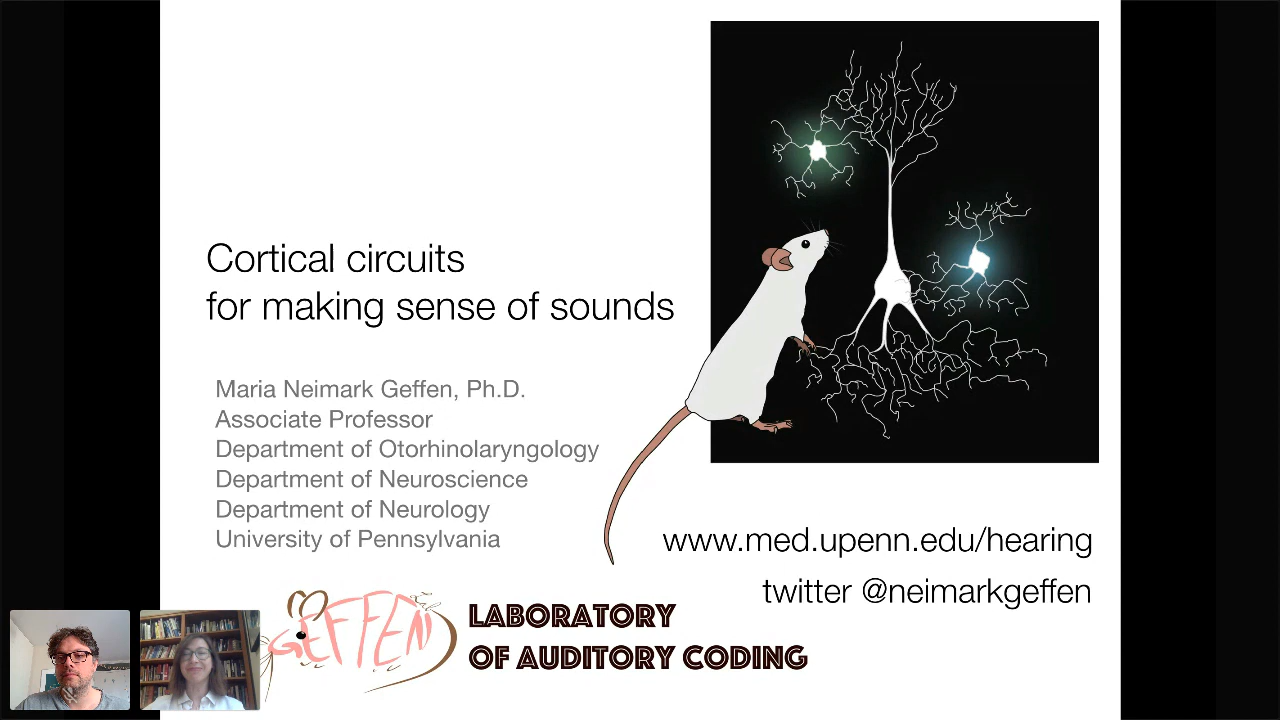 Cortical circuits
for making sense of sounds
Maria Neimark Geffen, Ph.D.
Associate Professor
Department of Otorhinolaryngology
Department of Neuroscience
Department of Neurology
University of Pennsylvania
www.med.upenn.edu/hearing
twitter @neimarkgeffen
GEFFEN
LABORATORY
OF AUDITORY CODING